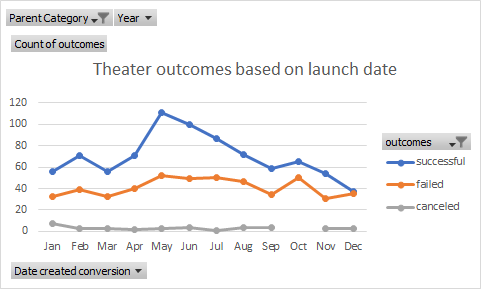 Parent Category Year
Count of outcomes
Theater outcomes based on launch date
120
100
80
60
40
20
0
Jan Feb Mar Apr May Jun Jul Aug Sep Oct Nov Dec
outcomes
successful
failed
canceled
Date created conversion